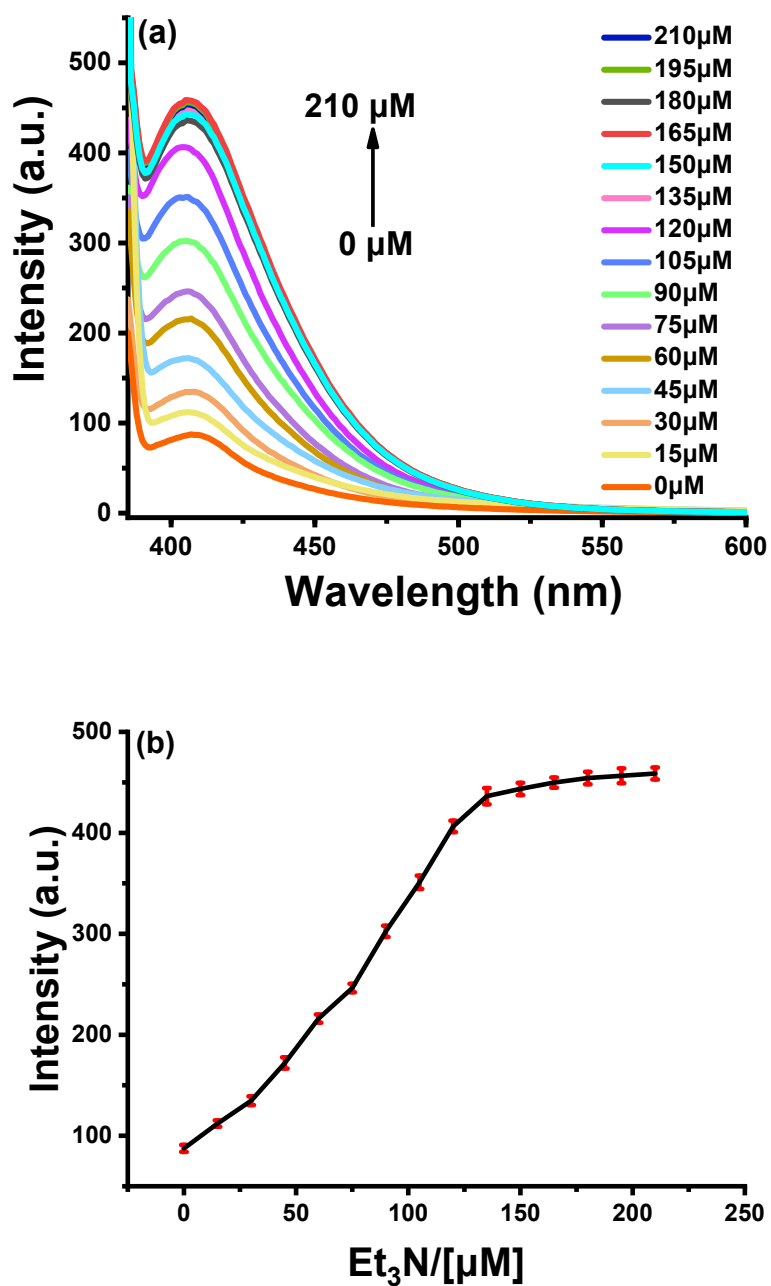 (a)
500
400
300
200
100
0
Intensity (a.u.)
210 µM
0 µM
210µM
195µM
180µM
165µM
150µM
135µM
120µM
105µM
90µM
75µM
60µM
45µM
30µM
15µM
0µM
400 450 500 550 600
Wavelength (nm)
(b)
500
400
300
200
100
Intensity (a.u.)
0 50 100 150 200 250
Et₃N/[µM]